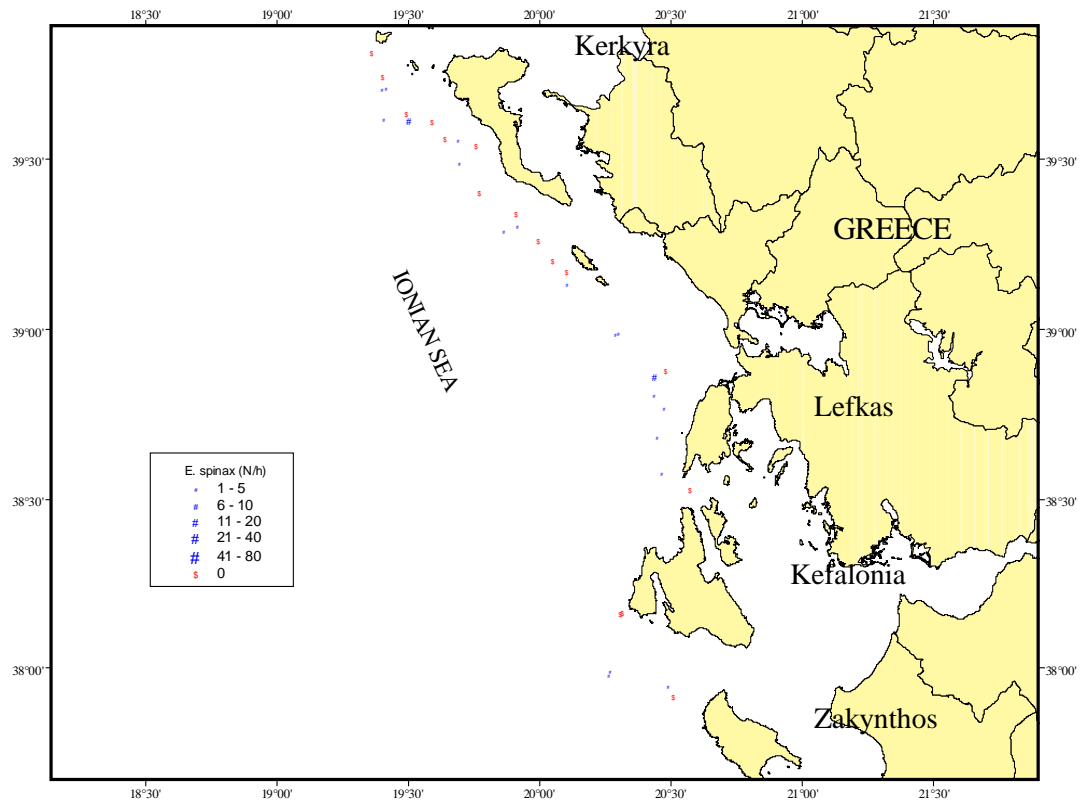 18°30' 19°00' 19°30' 20°00' 20°30' 21°00' 21°30'
Kerkyra
39°30' 39°30'
GREECE
IONIAN SEA
39°00' 39°00'
Lefkas
E. spinax (N/h)
# 1 - 5
# 6 - 10
# 11 - 20
# 21 - 40
# 41 - 80
$ 0
38°30' 38°30'
Kefalonia
38°00' 38°00'
Zakynthos
18°30' 19°00' 19°30' 20°00' 20°30' 21°00' 21°30'